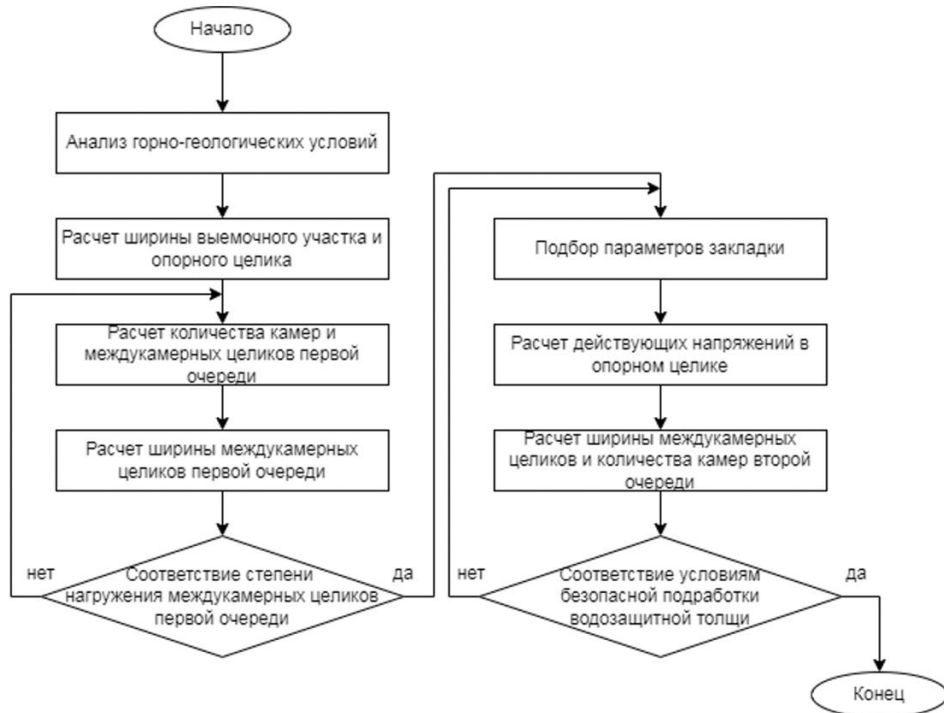 Начало
Анализ горно-геологических условий
Расчет ширины выемочного участка и
опорного целика
Расчет количества камер и
междукамерных целиков первой
очереди
Расчет ширины междукамерных
целиков первой очереди
нет
Соответствие степени
нагружения междукамерных целиков
первой очереди
да
Подбор параметров закладки
Расчет действующих напряжений в
опорном целике
Расчет ширины междукамерных
целиков и количества камер второй
очереди
нет
Соответствие условиям
безопасной подработки
водозащитной толщи
да
Конец